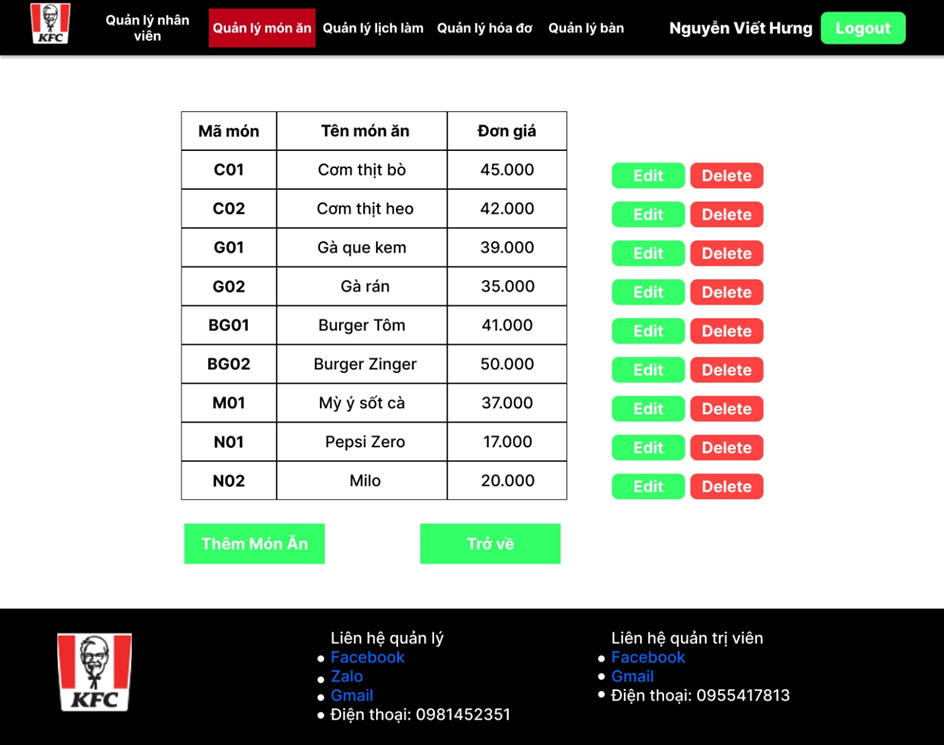 KFC
Quản lý nhân
viên
Quản lý món ăn
Quản lý lịch làm
Quản lý hóa đơ
Quản lý bàn
Nguyễn Viết Hưng
Logout
Mã món Tên món ăn Đơn giá
C01 Cơm thịt bò 45.000 Edit Delete
C02 Cơm thịt heo 42.000 Edit Delete
G01 Gà que kem 39.000 Edit Delete
G02 Gà rán 35.000 Edit Delete
BG01 Burger Tôm 41.000 Edit Delete
BG02 Burger Zinger 50.000 Edit Delete
M01 Mỳ ý sốt cà 37.000 Edit Delete
N01 Pepsi Zero 17.000 Edit Delete
N02 Milo 20.000 Edit Delete
Thêm Món Ăn
Trở về
KFC
Liên hệ quản lý
Facebook
Zalo
Gmail
Điện thoại: 0981452351
Liên hệ quản trị viên
Facebook
Gmail
Điện thoại: 0955417813